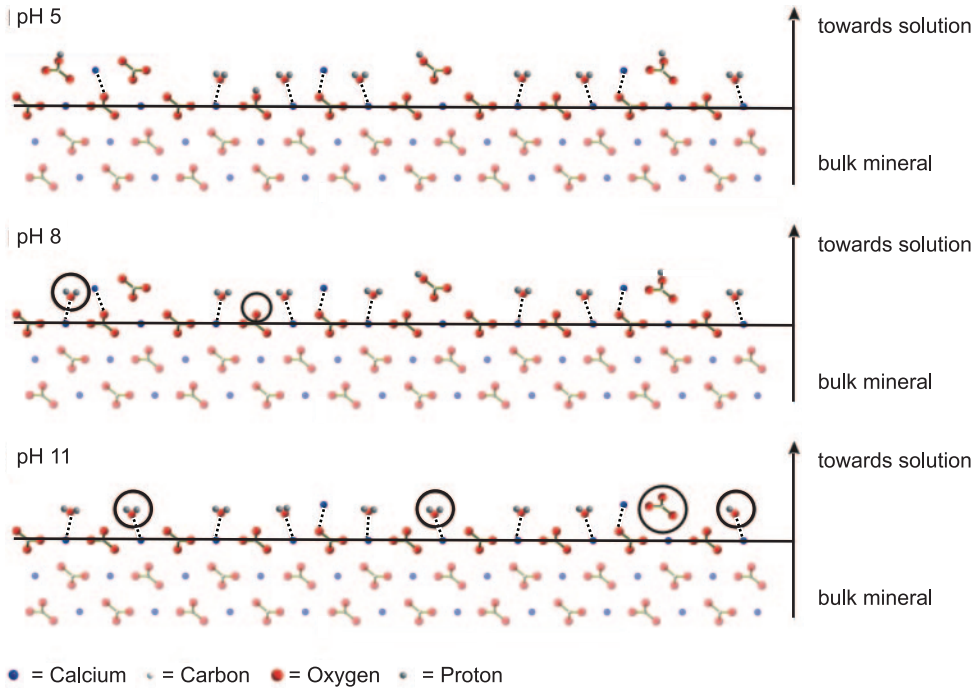 pH 5
towards solution
bulk mineral
pH 8
towards solution
bulk mineral
pH 11
towards solution
bulk mineral
= Calcium = Carbon = Oxygen = Proton